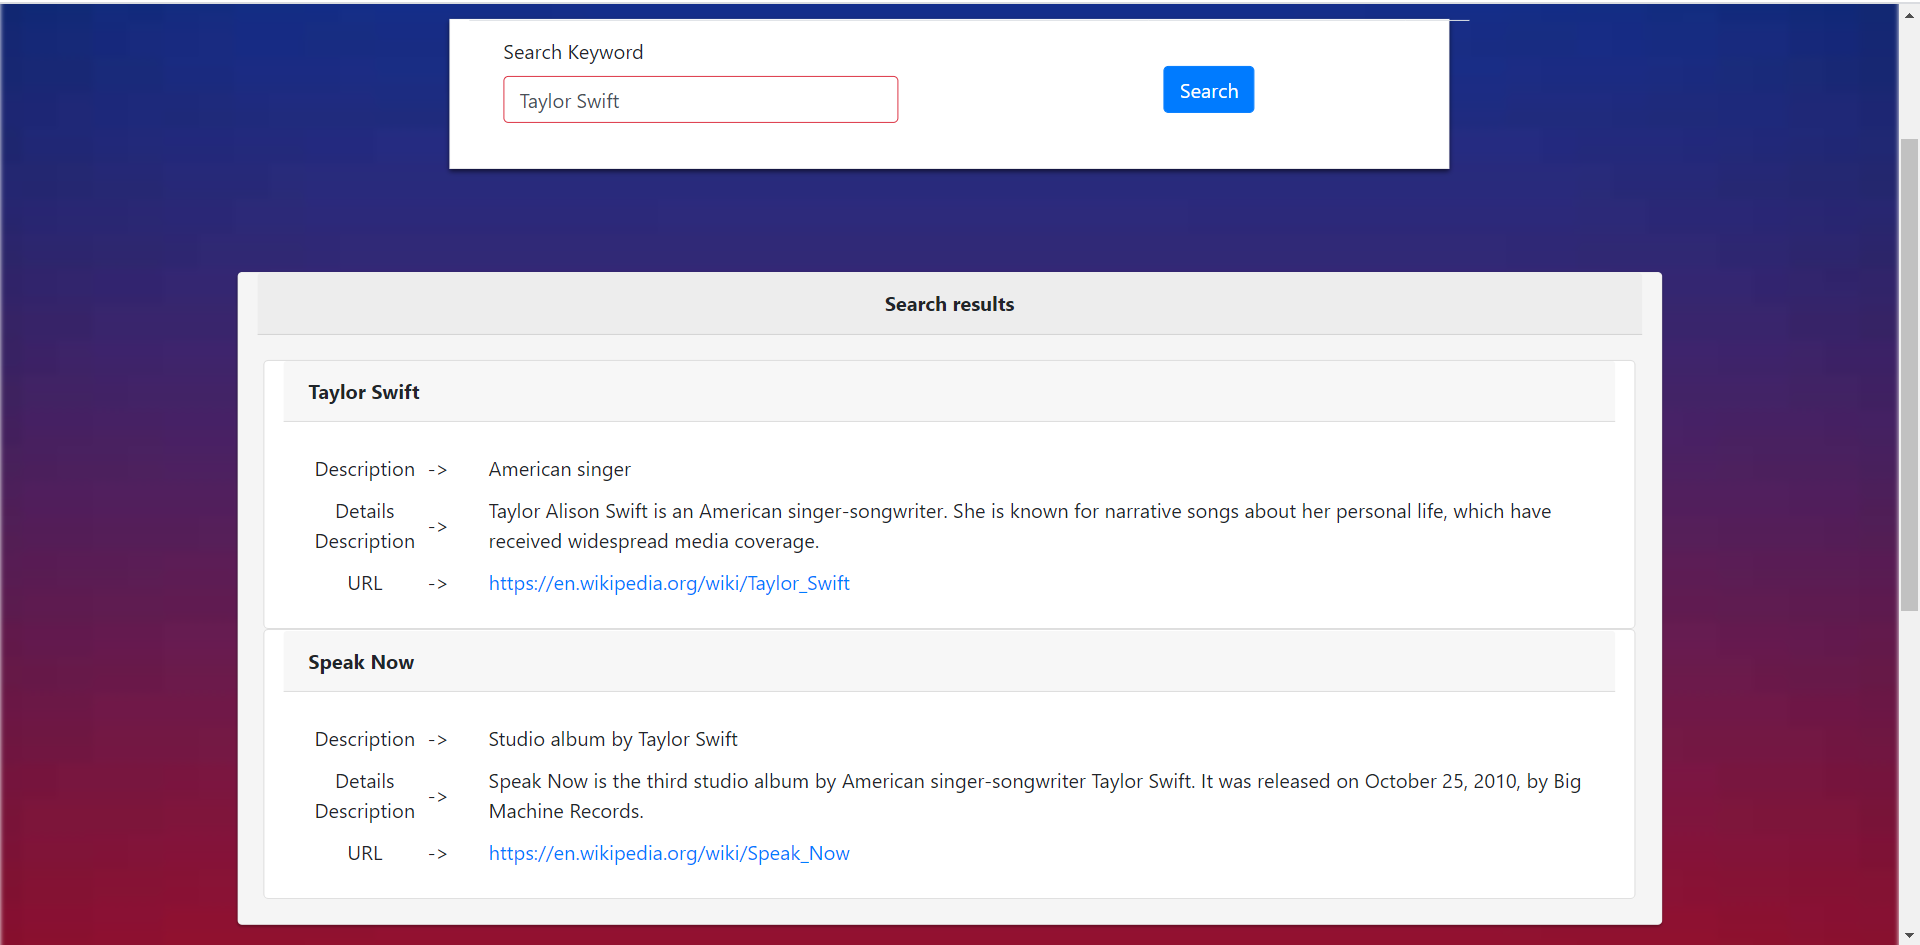 Search Keyword
Taylor Swift
Search
Search results
Taylor Swift
Description -> American singer
Details Description -> Taylor Alison Swift is an American singer-songwriter. She is known for narrative songs about her personal life, which have
received widespread media coverage.
URL -> https://en.wikipedia.org/wiki/Taylor_Swift
Speak Now
Description -> Studio album by Taylor Swift
Details Description -> Speak Now is the third studio album by American singer-songwriter Taylor Swift. It was released on October 25, 2010, by Big
Machine Records.
URL -> https://en.wikipedia.org/wiki/Speak_Now